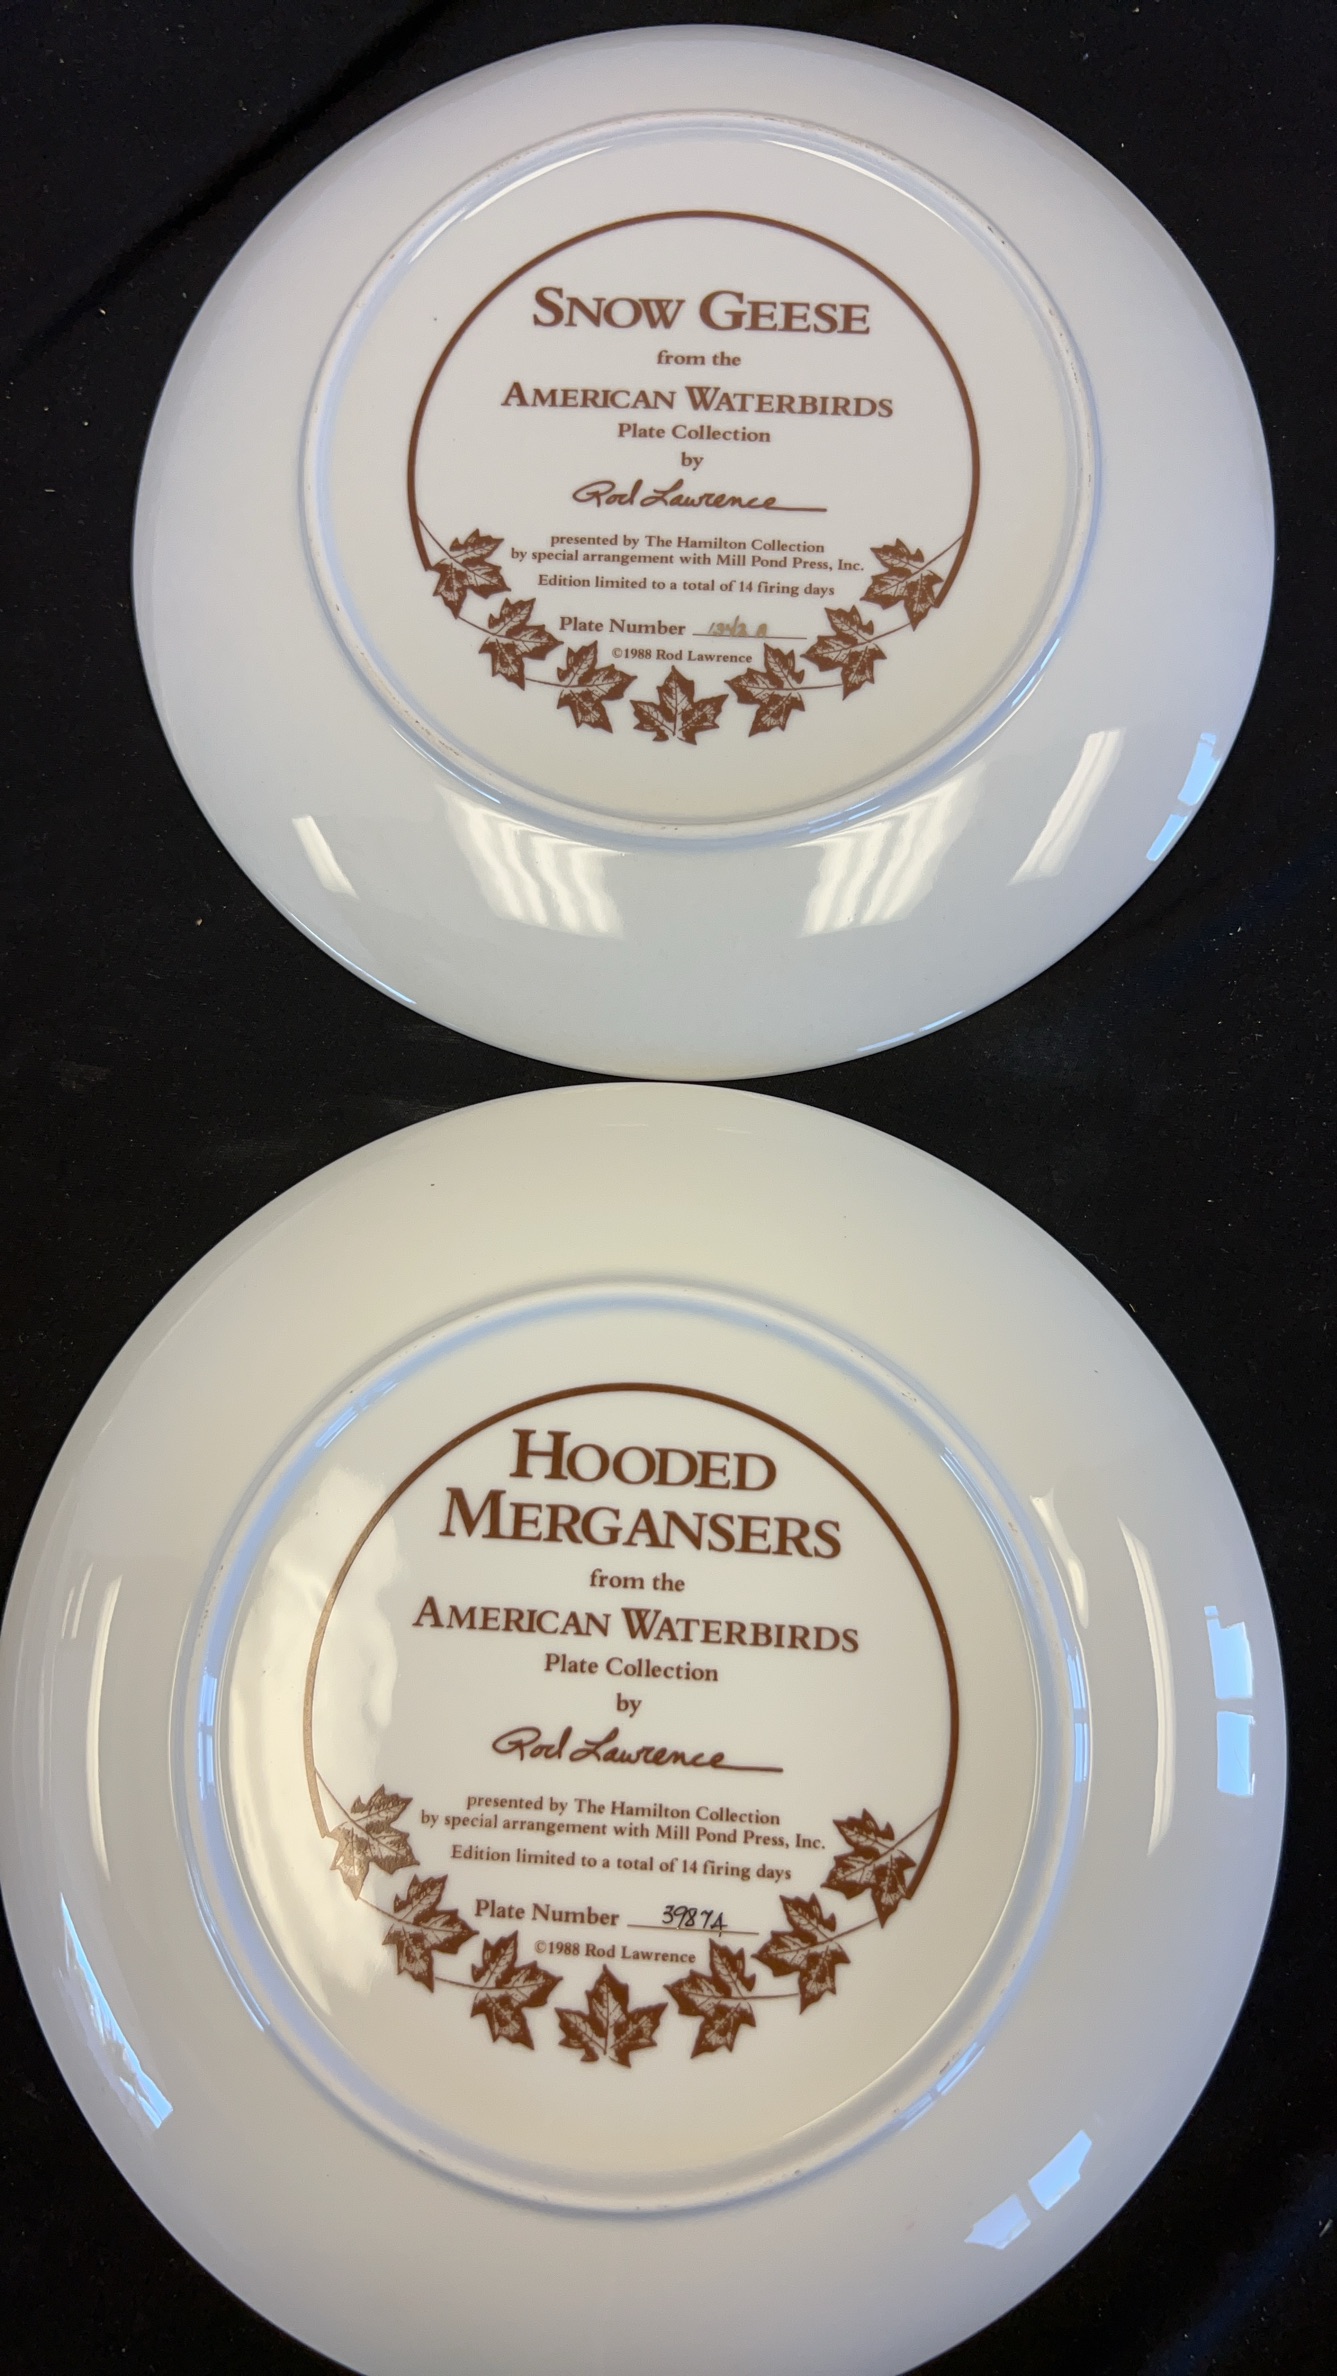 SNOW GEESE
from the
AMERICAN WATERBIRDS
Plate Collection
by
Rod Lawrence
presented by The Hamilton Collection
by special arrangement with Mill Pond Press, Inc.
Edition limited to a total of 14 firing days
Plate Number
©1988 Rod Lawrence
HOODED
MERGANSERS
from the
AMERICAN WATERBIRDS
Plate Collection
by
Rod Lawrence
presented by The Hamilton Collection
by special arrangement with Mill Pond Press, Inc.
Edition limited to a total of 14 firing days
Plate Number 3987A
©1988 Rod Lawrence